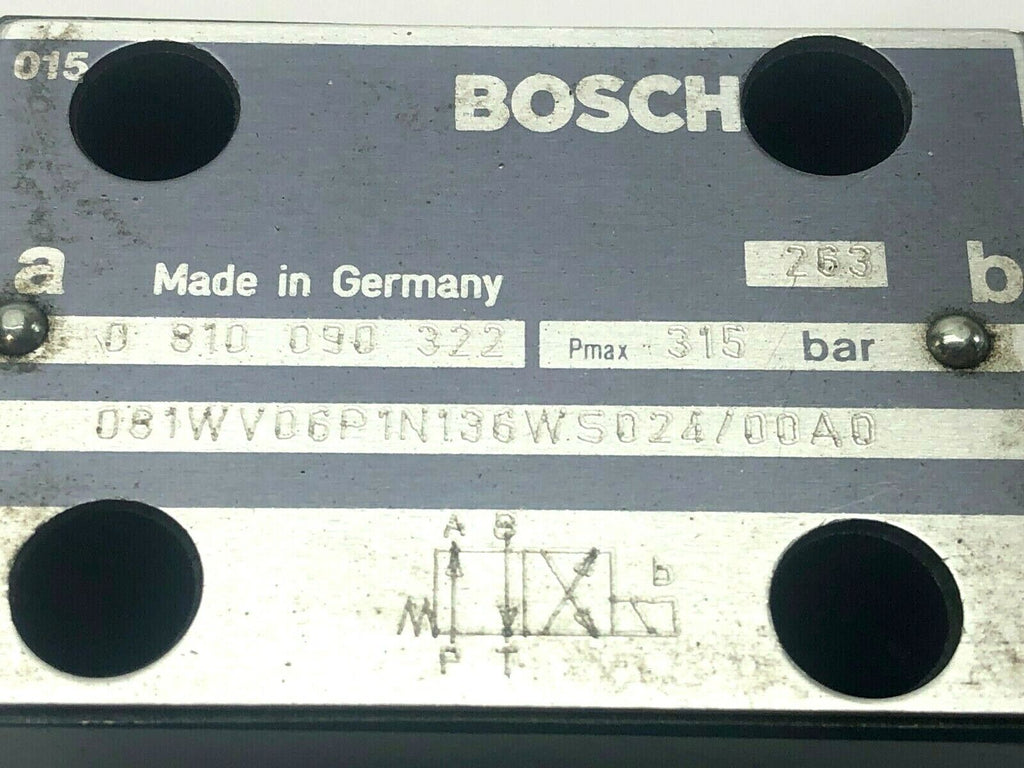 015
BOSCH
a Made in Germany 263 b
0 810 090 322 Pmax 315 bar
081WV06P1N136WS024/00A0
A B
b
P T